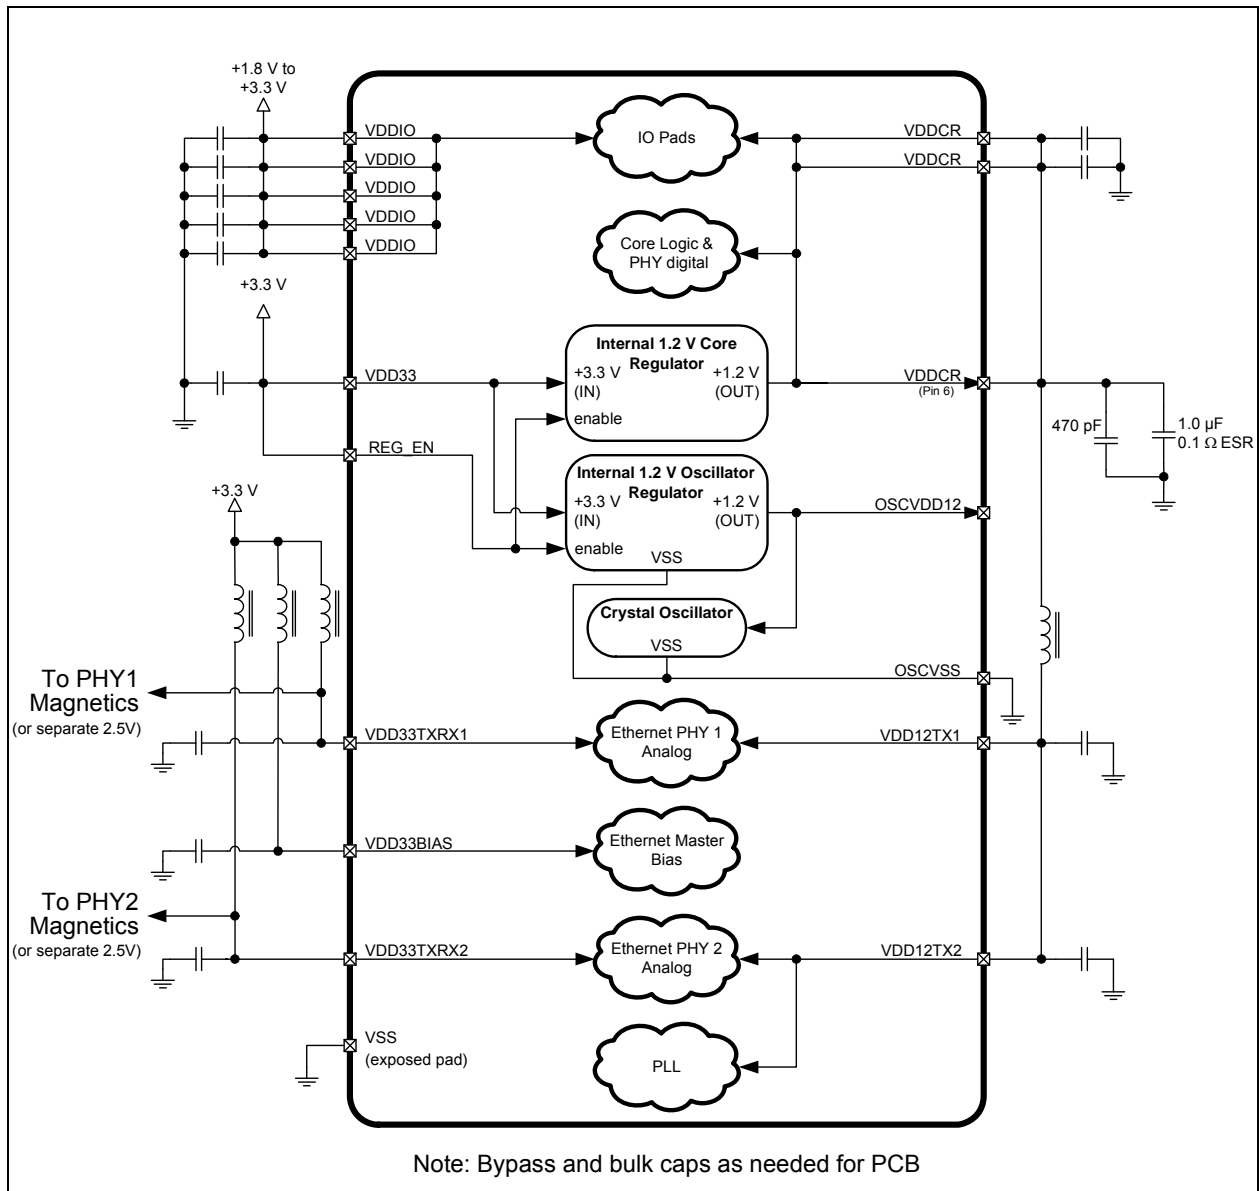 +1.8 V to
+3.3 V
VDDIO
VDDIO
VDDIO
VDDIO
VDDIO
IO Pads
VDDCR
VDDCR
Core Logic &
PHY digital
+3.3 V
Internal 1.2 V Core
Regulator
VDD33
+3.3 V
(IN)
+1.2 V
(OUT)
enable
VDDCR
(Pin 6)
470 pF
1.0 µF
0.1 Ω ESR
REG_EN
Internal 1.2 V Oscillator
Regulator
+3.3 V
(IN)
+1.2 V
(OUT)
enable
VSS
OSCVDD12
+3.3 V
Crystal Oscillator
VSS
OSCVSS
To PHY1
Magnetics
(or separate 2.5V)
VDD33TXRX1
Ethernet PHY 1
Analog
VDD12TX1
VDD33BIAS
Ethernet Master
Bias
To PHY2
Magnetics
(or separate 2.5V)
VDD33TXRX2
Ethernet PHY 2
Analog
VDD12TX2
VSS
(exposed pad)
PLL
Note: Bypass and bulk caps as needed for PCB